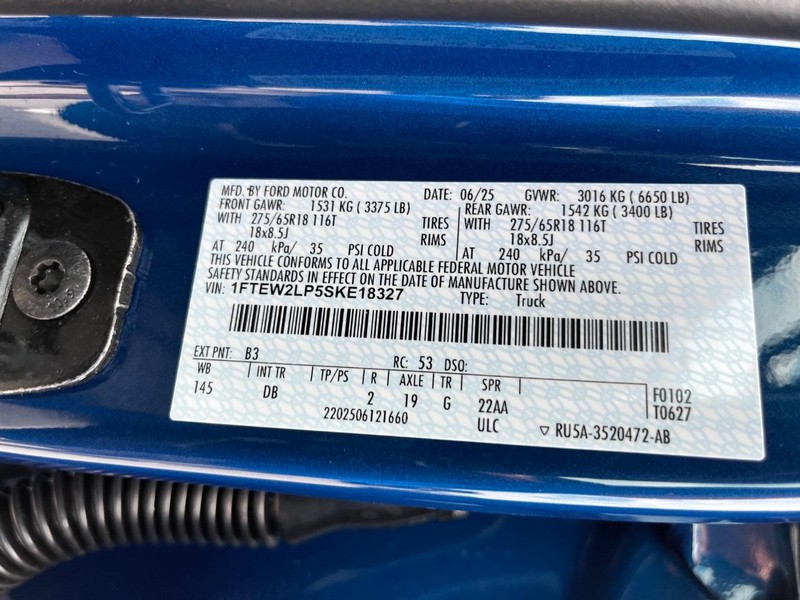 MFD. BY FORD MOTOR CO. DATE: 06/25 GVWR: 3016 KG ( 6650 LB)
FRONT GAWR: 1531 KG ( 3375 LB) REAR GAWR: 1542 KG ( 3400 LB)
WITH 275/65R18 116T TIRES WITH 275/65R18 116T TIRES
18x8.5J RIMS 18x8.5J RIMS
AT 240 kPa/ 35 PSI COLD AT 240 kPa/ 35 PSI COLD
THIS VEHICLE CONFORMS TO ALL APPLICABLE FEDERAL MOTOR VEHICLE
SAFETY STANDARDS IN EFFECT ON THE DATE OF MANUFACTURE SHOWN ABOVE.
VIN: 1FTEW2LP5SKE18327 TYPE: Truck
EXT PNT: B3 RC: 53 DSO:
WB INT TR TP/PS R AXLE TR SPR F0102
145 DB 2 19 G 22AA T0627
2202506121660 ULC ▽ RU5A-3520472-AB